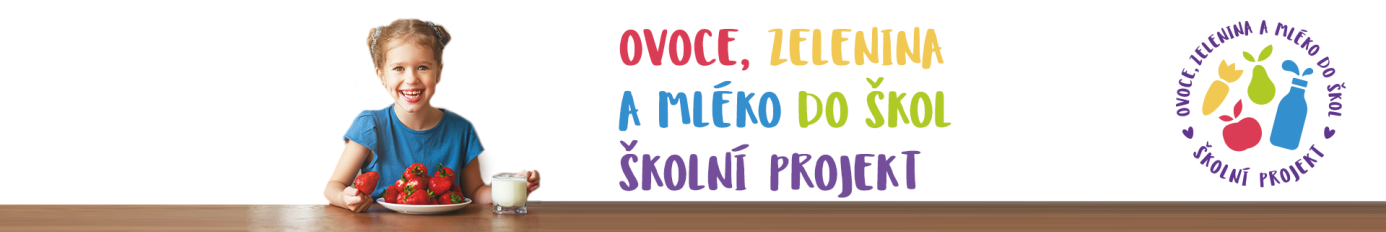 OVOCE, ZELENINA
A MLÉKO DO ŠKOL
ŠKOLNÍ PROJEKT
OVOCE, ZELENINA A MLÉKO DO ŠKOL
ŠKOLNÍ PROJEKT